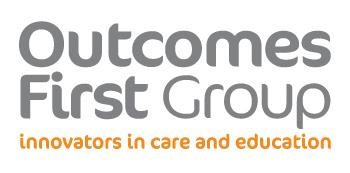 Outcomes
First Group
innovators in care and education